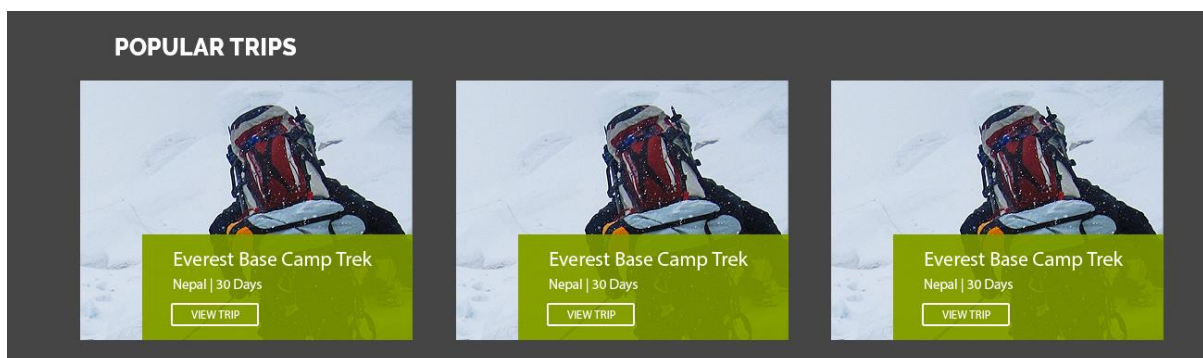 POPULAR TRIPS
Everest Base Camp Trek
Nepal | 30 Days
VIEW TRIP
Everest Base Camp Trek
Nepal | 30 Days
VIEW TRIP
Everest Base Camp Trek
Nepal | 30 Days
VIEW TRIP